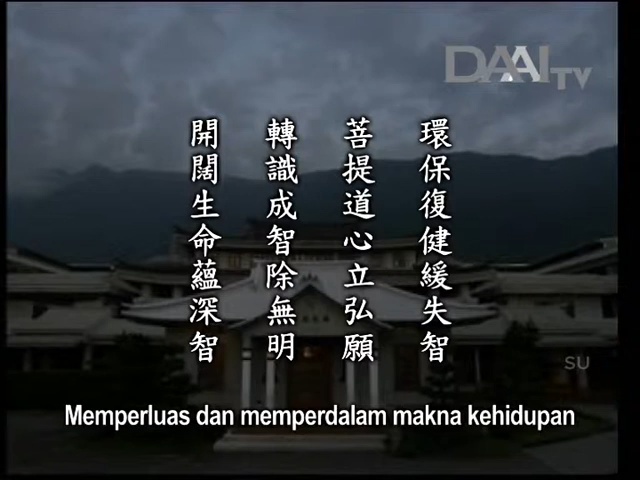 DAAI TV
環保復健緩失智
菩提道心立弘願
轉識成智除無明
開闊生命蘊深智
SU
Memperluas dan memperdalam makna kehidupan